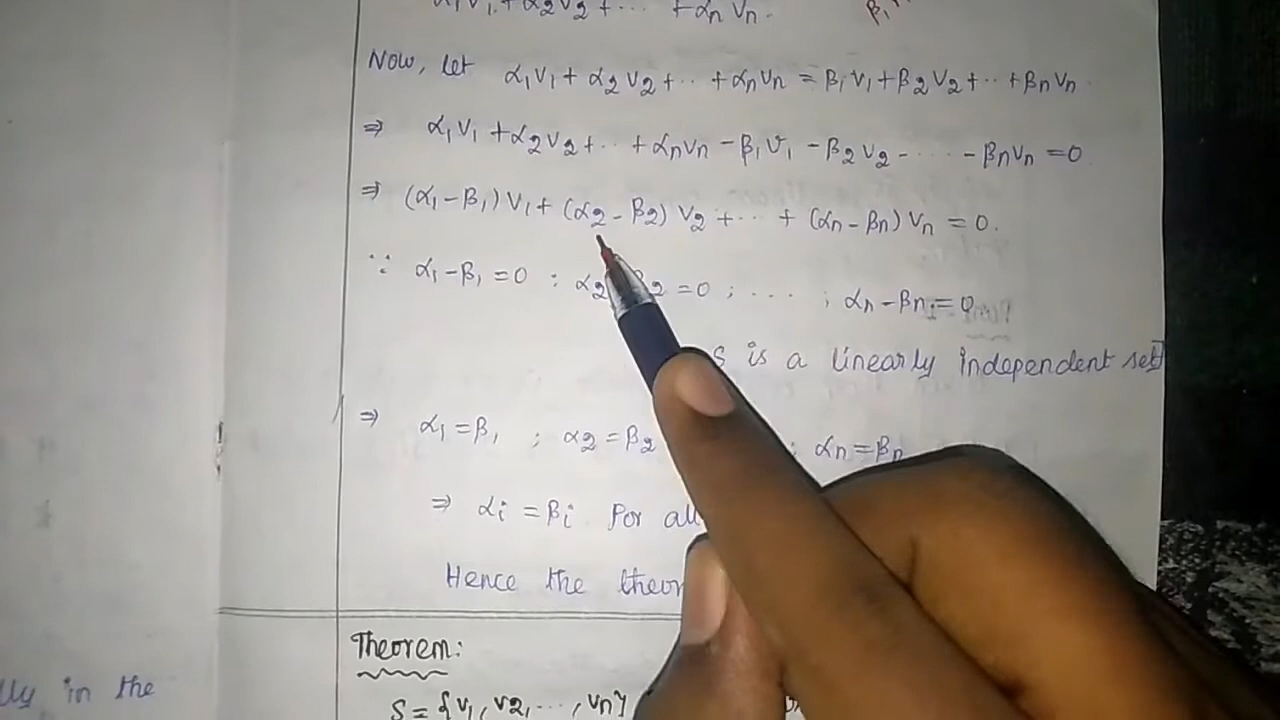 α₁v₁ + α₂v₂ + ··· + αₙvₙ.
Now, let α₁v₁ + α₂v₂ + ·· + αₙvₙ = β₁v₁ + β₂v₂ + ·· + βₙvₙ
⇒ α₁v₁ + α₂v₂ + ·· + αₙvₙ - β₁v₁ - β₂v₂ - ···· - βₙvₙ = 0
⇒ (α₁ - β₁) v₁ + (α₂ - β₂) v₂ + ··· + (αₙ - βₙ) vₙ = 0.
∵ α₁ - β₁ = 0 ; α₂ β₂ = 0 ; ···· ; αₙ - βₙ = 0
S is a linearly independent set]
⇒ α₁ = β₁ ; α₂ = β₂ ; αₙ = βₙ
⇒ αᵢ = βᵢ for all
Hence the
Theorem:
in the
S = {v₁, v₂, ···, vₙ}